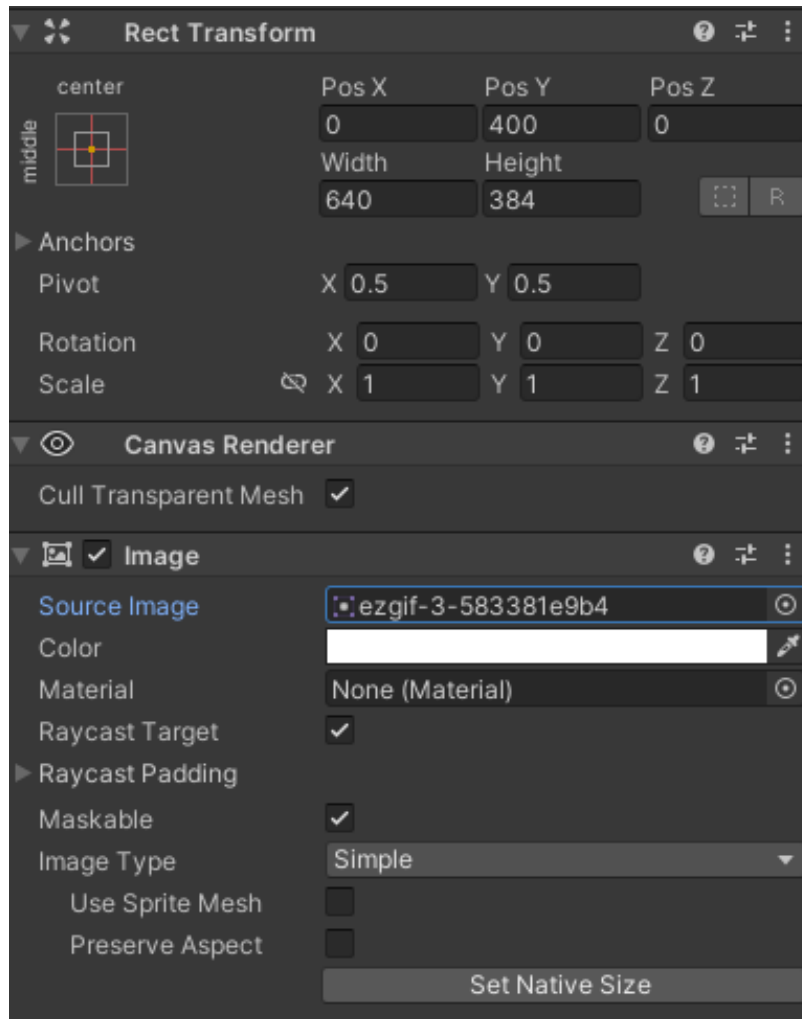 Rect Transform
center
middle
Pos X Pos Y Pos Z
0 400 0
Width Height
640 384
R
Anchors
Pivot X 0.5 Y 0.5
Rotation X 0 Y 0 Z 0
Scale X 1 Y 1 Z 1
Canvas Renderer
Cull Transparent Mesh
Image
Source Image ezgif-3-583381e9b4
Color
Material None (Material)
Raycast Target
Raycast Padding
Maskable
Image Type Simple
Use Sprite Mesh
Preserve Aspect
Set Native Size